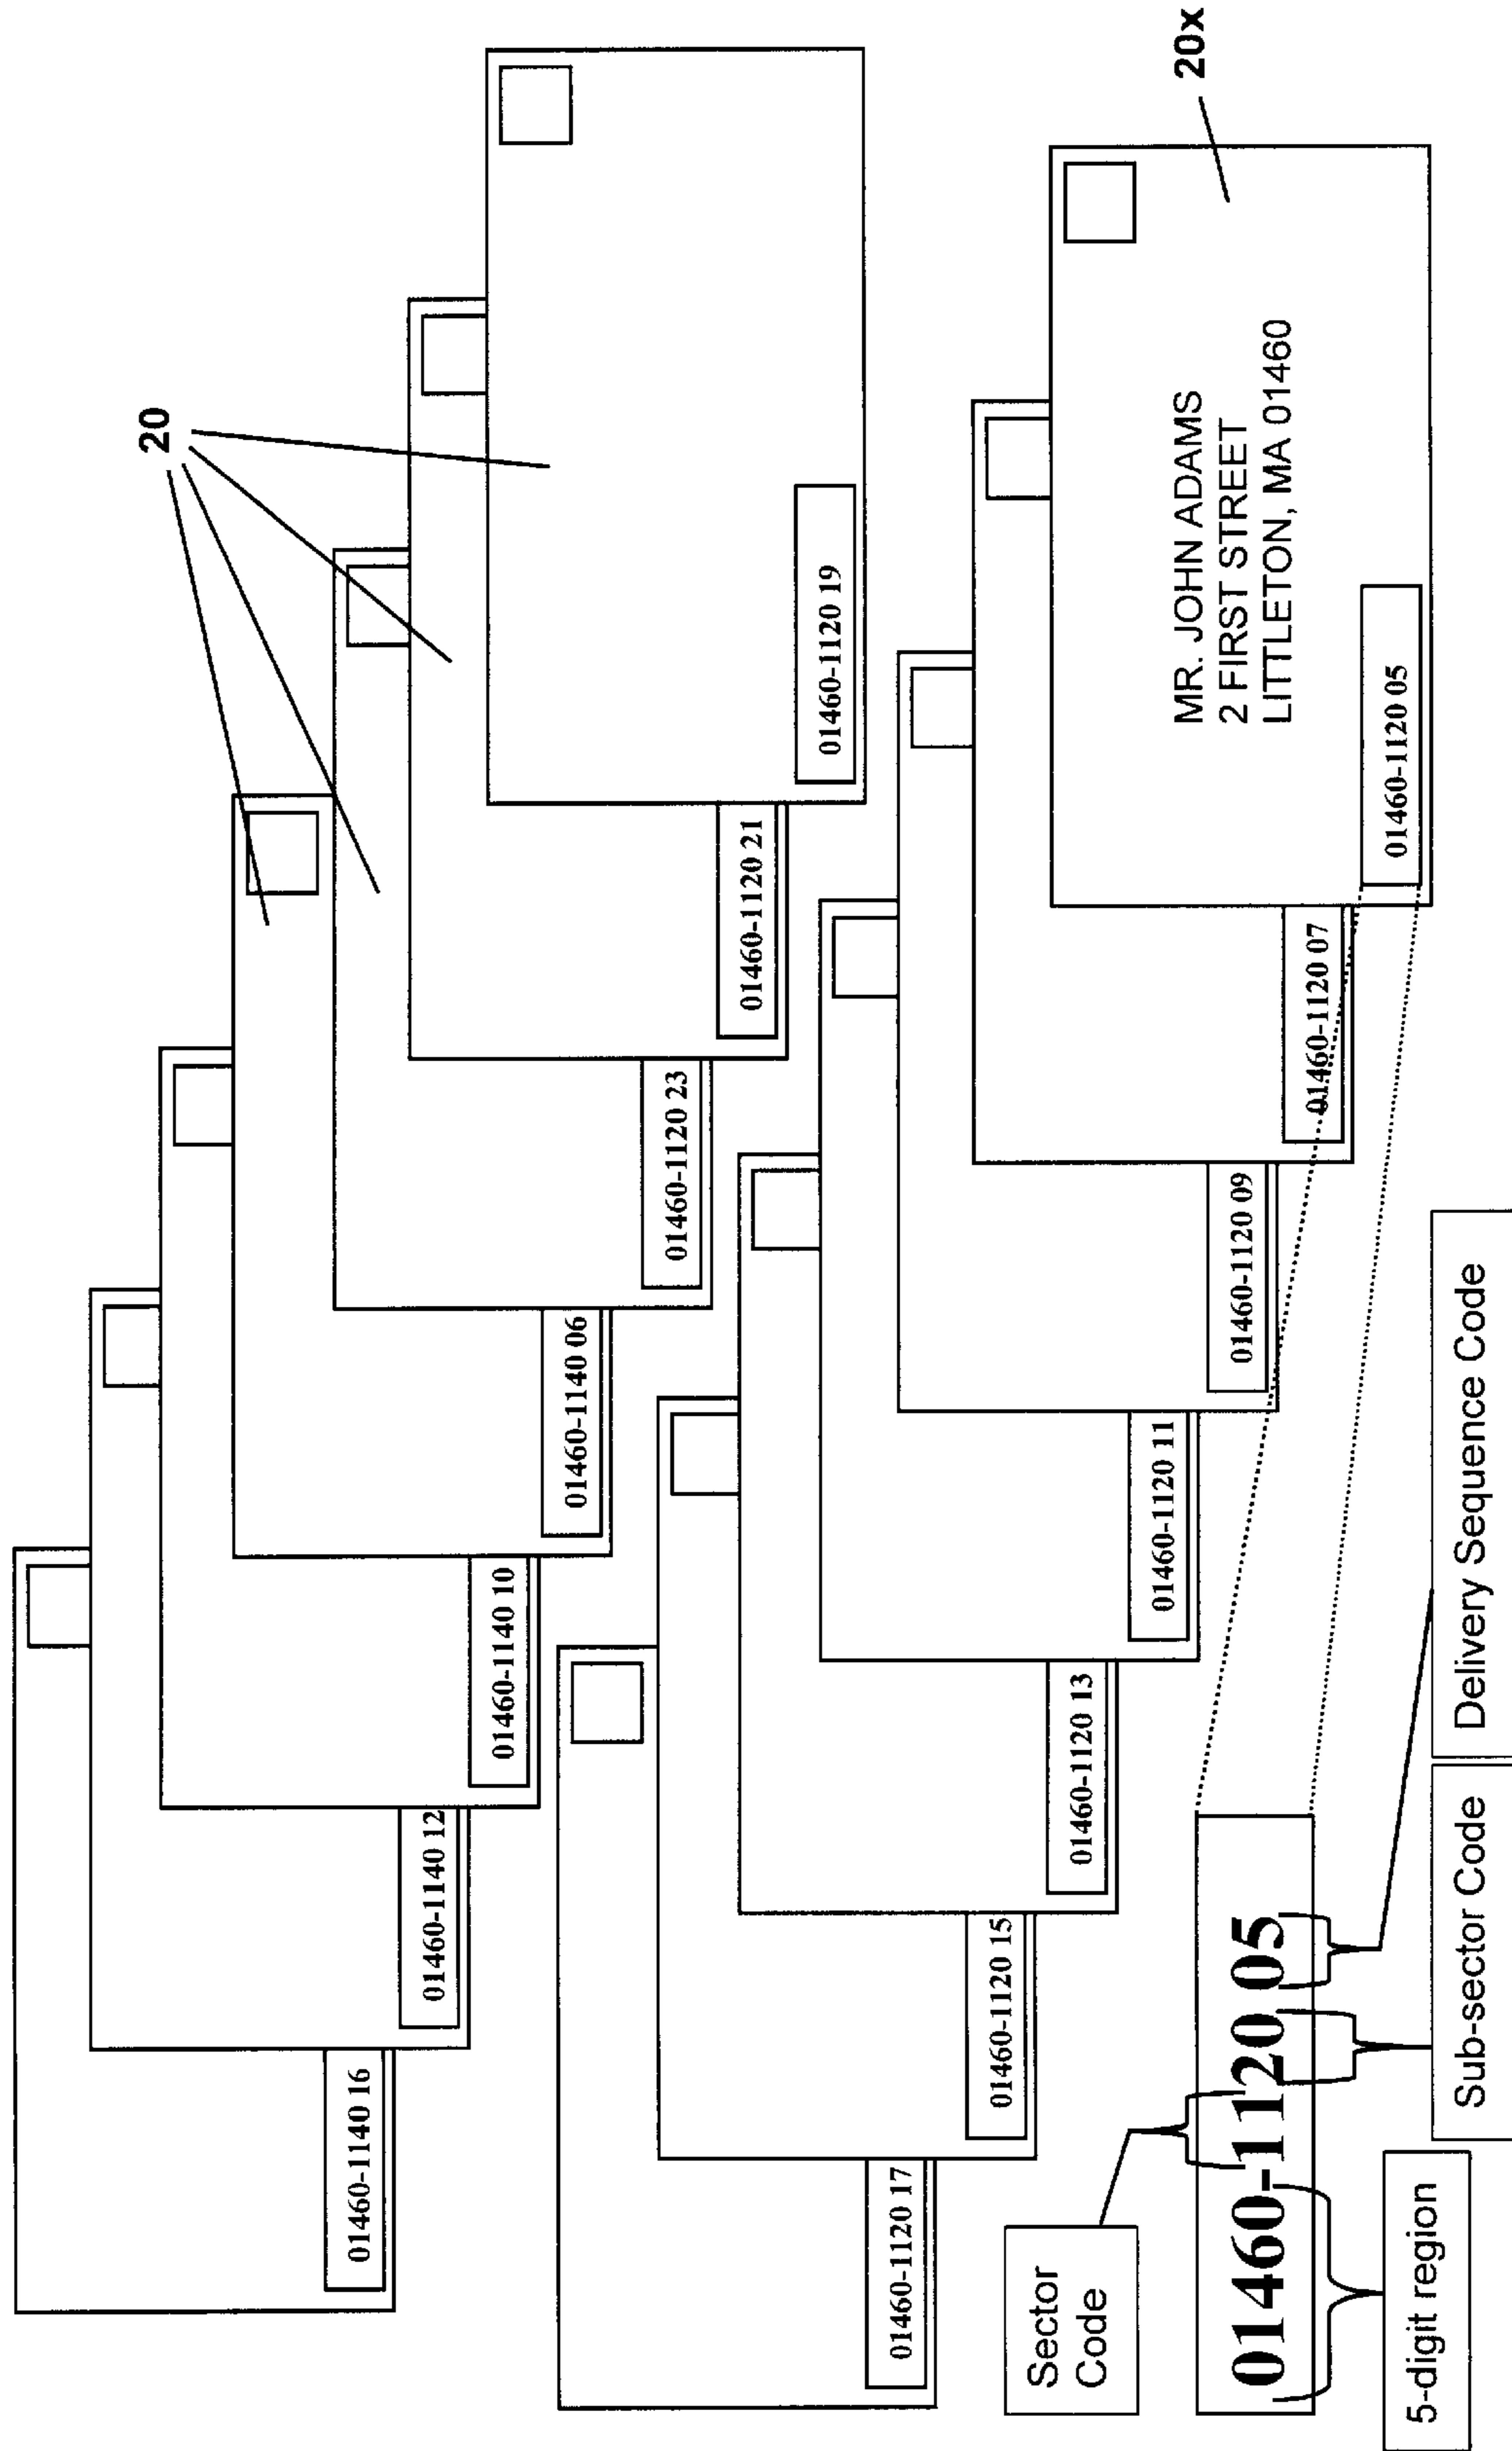 20
01460-1140 16
01460-1140 12
01460-1140 10
01460-1140 06
01460-1120 23
01460-1120 21
01460-1120 19
01460-1120 17
01460-1120 15
01460-1120 13
01460-1120 11
01460-1120 09
01460-1120 07
20x
MR. JOHN ADAMS
2 FIRST STREET
LITTLETON, MA 01460
01460-1120 05
Sector
Code
01460-1120 05
5-digit region
Sub-sector Code
Delivery Sequence Code